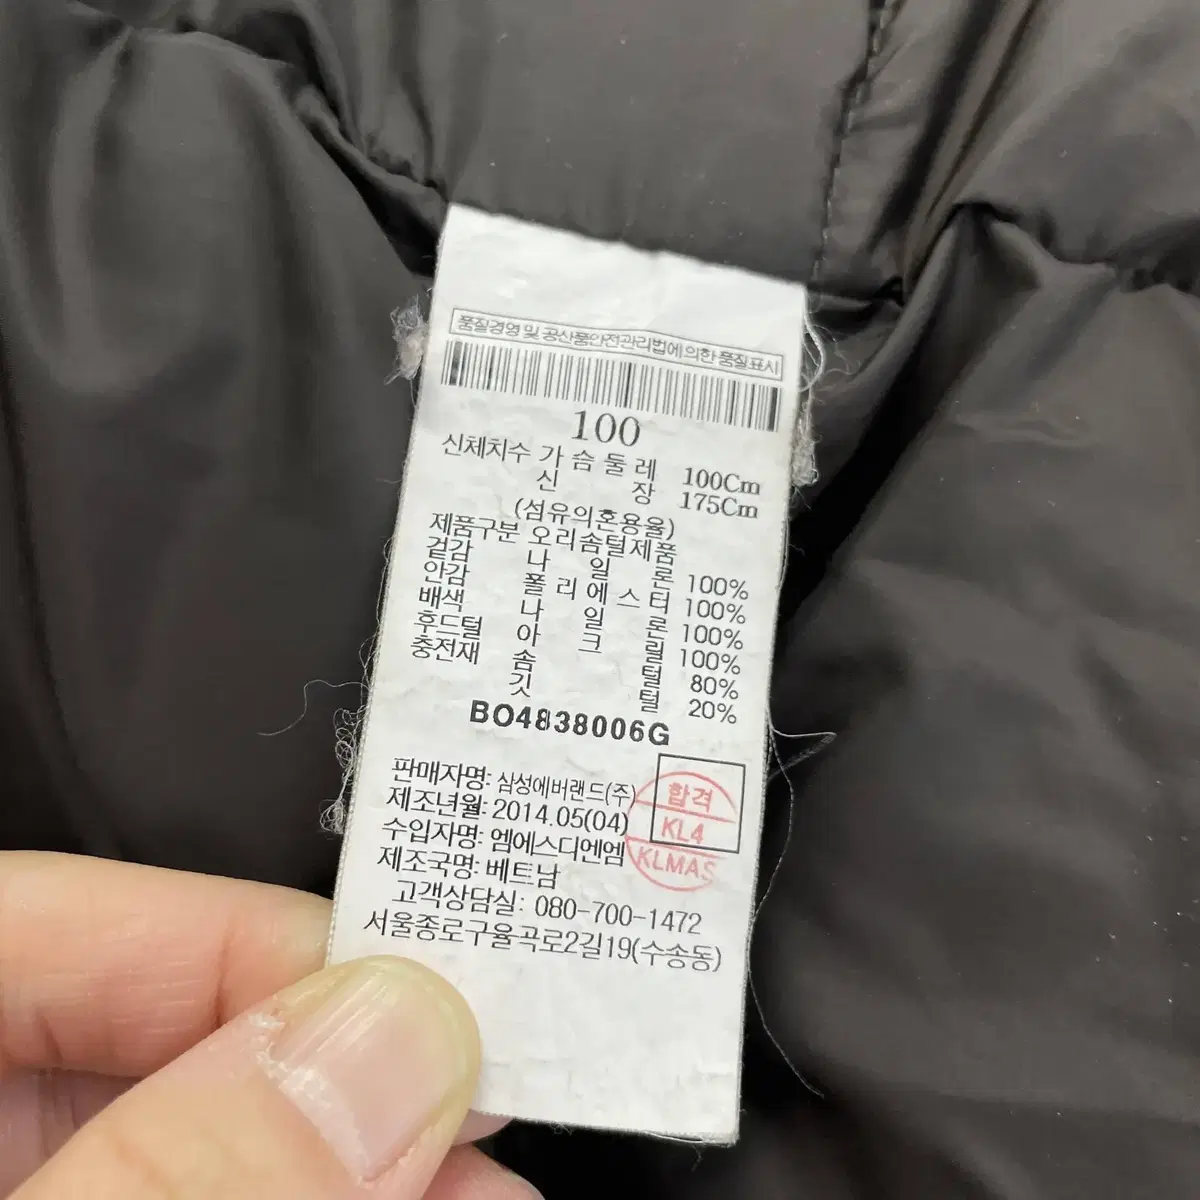 품질경영 및 공산품안전관리법에 의한 품질표시
100
신체치수 가 슴 둘 레 100Cm
신 장 175Cm
(섬유의혼용율)
제품구분 오리솜털제품
겉감 나 일 론 100%
안감 폴 리 에 스 터 100%
배색 나 일 론 100%
후드털 아 크 릴 100%
충전재 솜 털 80%
깃 털 20%
BO4838006G
판매자명: 삼성에버랜드(주)
제조년월: 2014.05(04)
수입자명: 엠에스디엔엠
제조국명: 베트남
고객상담실: 080-700-1472
서울종로구율곡로2길19(수송동)
합격
KL4
KLMAS